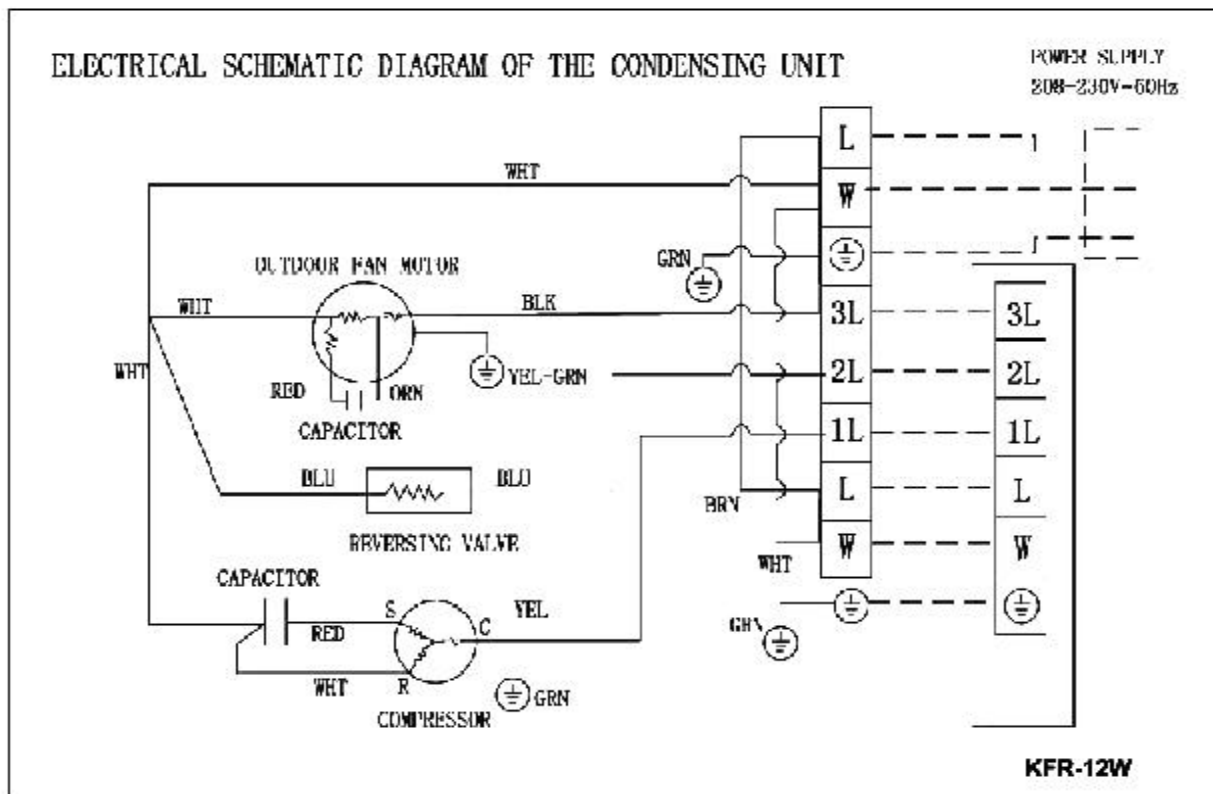 ELECTRICAL SCHEMATIC DIAGRAM OF THE CONDENSING UNIT
POWER SUPPLY
208-230V-60Hz
L
WHT
W
GRN
OUTDOOR FAN MOTOR
WHT
BLK
3L
3L
WHT
RED
ORN
YEL-GRN
2L
2L
CAPACITOR
1L
1L
BLU
BLU
BRN
L
L
REVERSING VALVE
WHT
W
W
CAPACITOR
S
YEL
C
RED
GRN
WHT
R
GRN
COMPRESSOR
KFR-12W